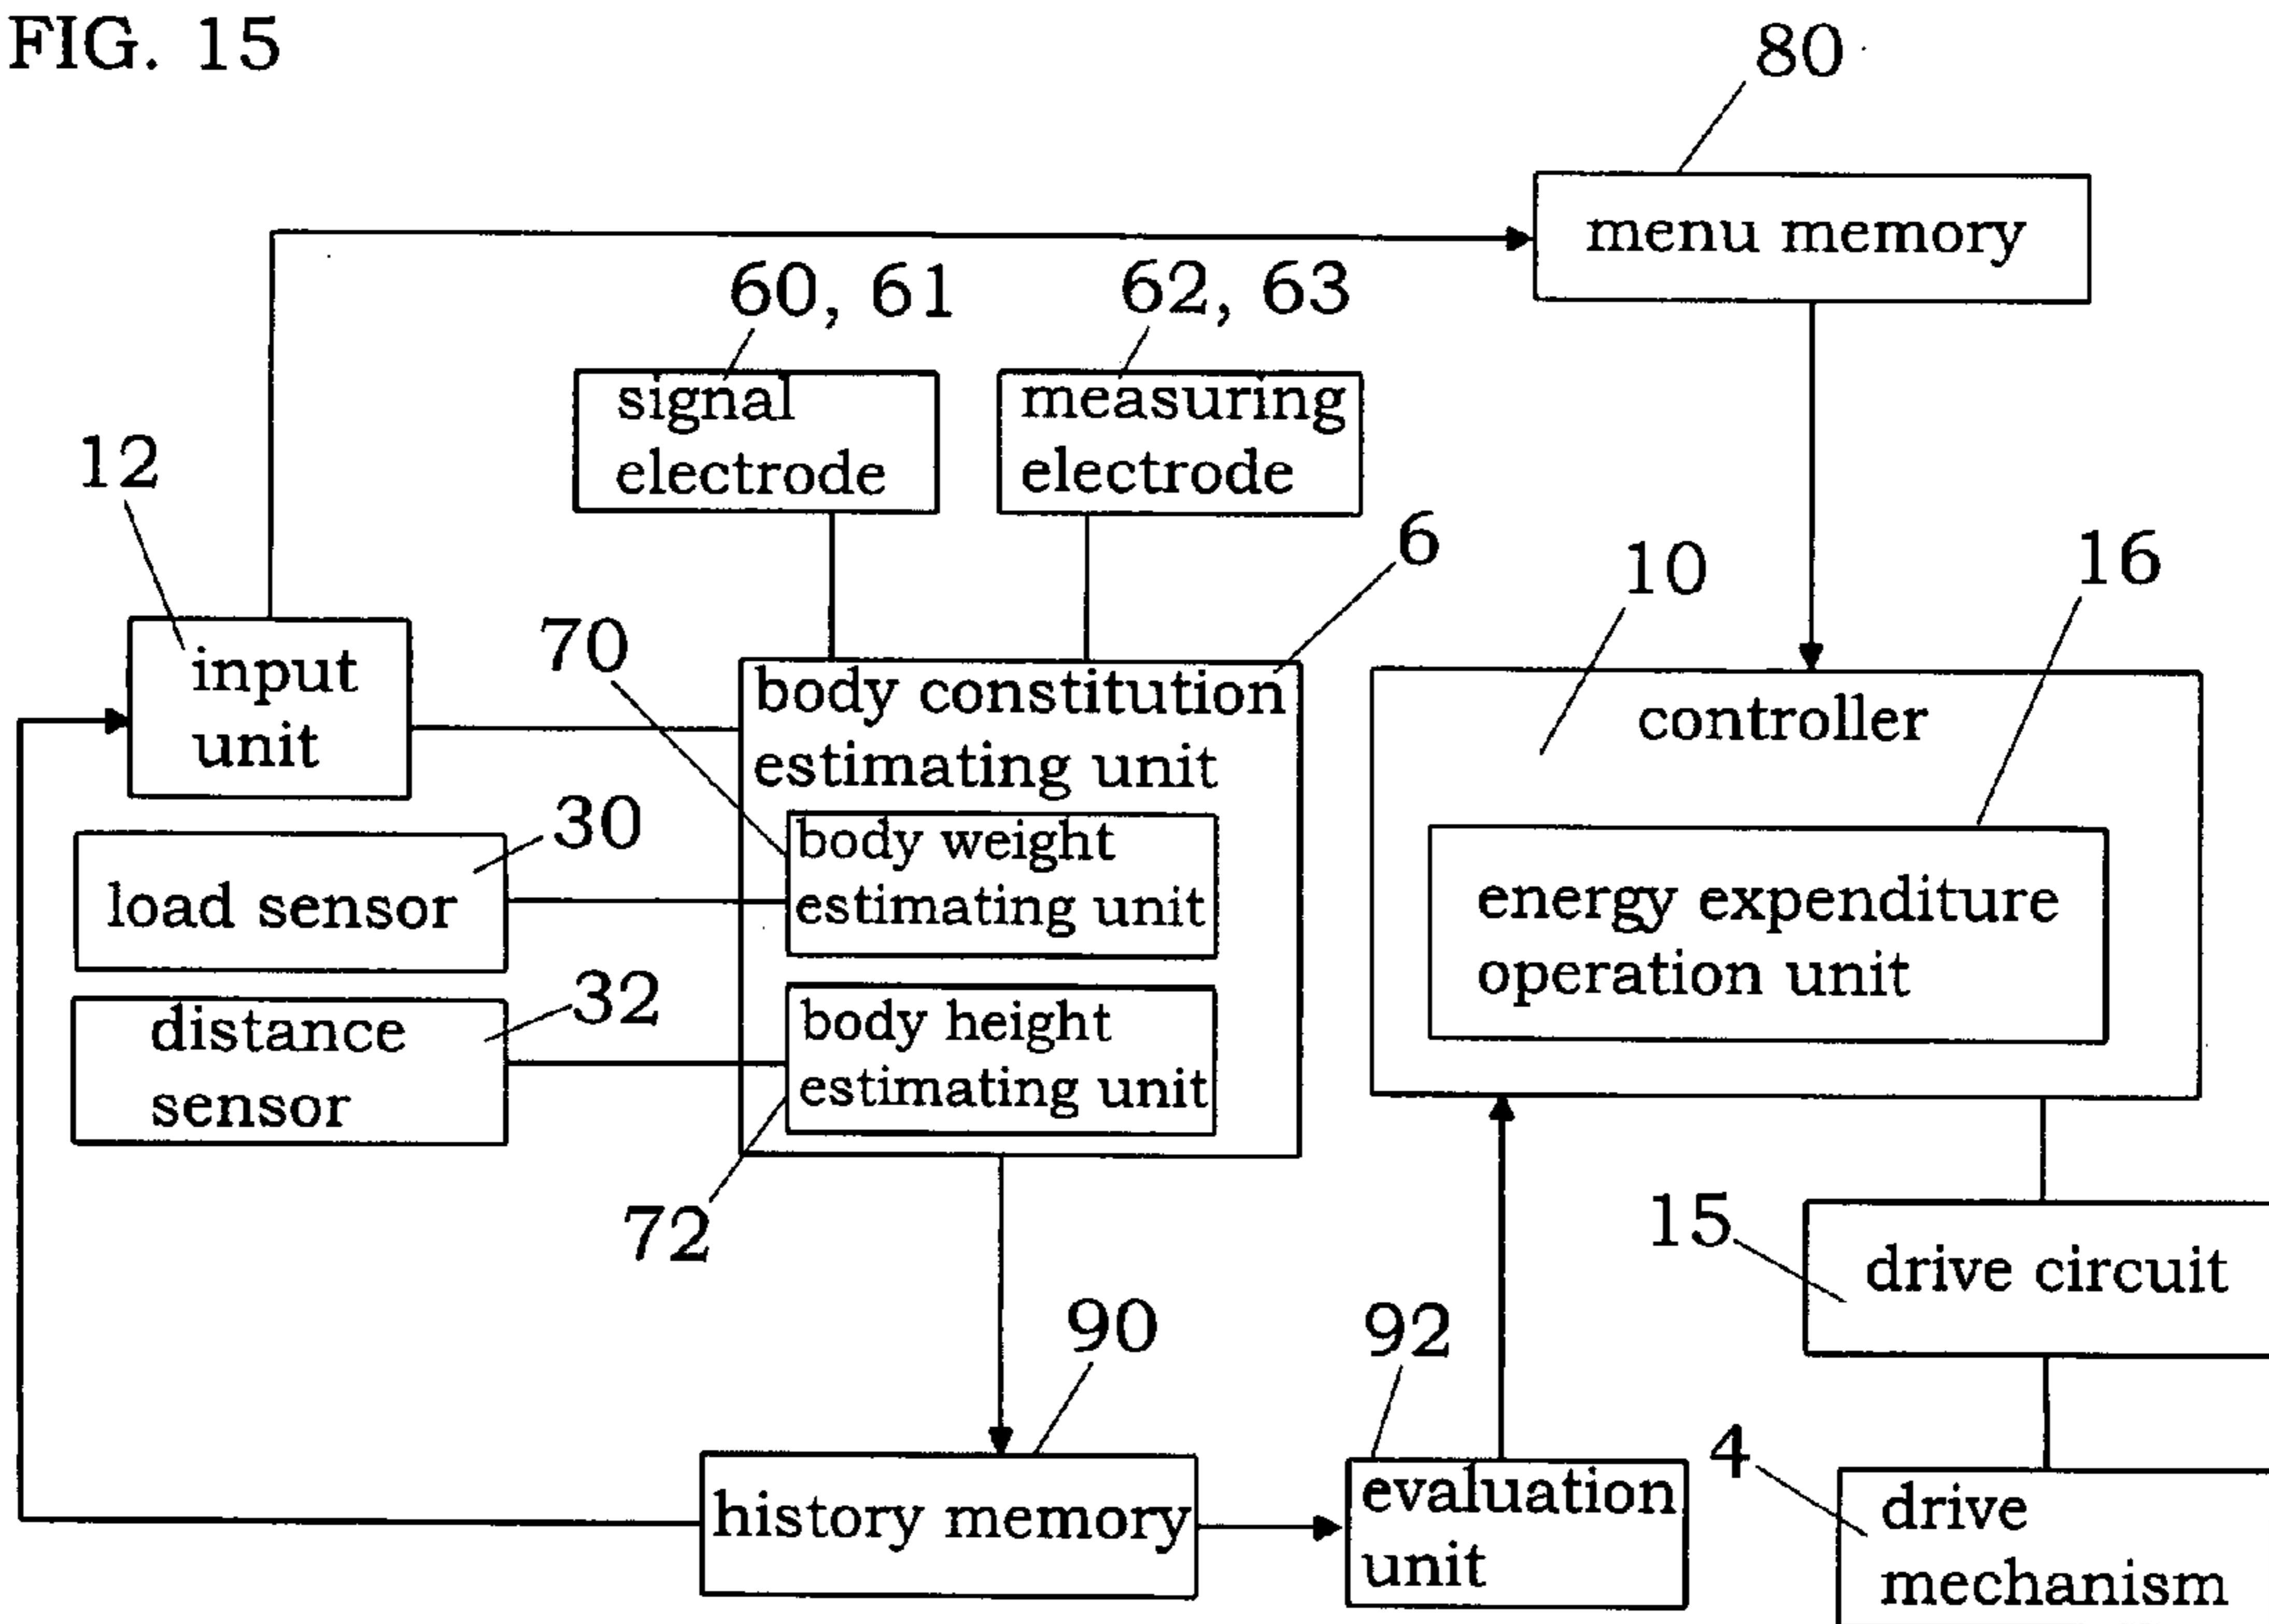 FIG. 15
80
menu memory
60, 61
62, 63
signal
electrode
measuring
electrode
12
input
unit
6
10
16
70
body constitution
estimating unit
controller
30
load sensor
body weight
estimating unit
energy expenditure
operation unit
32
distance
sensor
body height
estimating unit
72
15
drive circuit
90
92
history memory
evaluation
unit
4
drive
mechanism